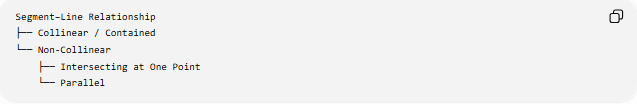 Segment–Line Relationship
├── Collinear / Contained
└── Non-Collinear
    ├── Intersecting at One Point
    └── Parallel